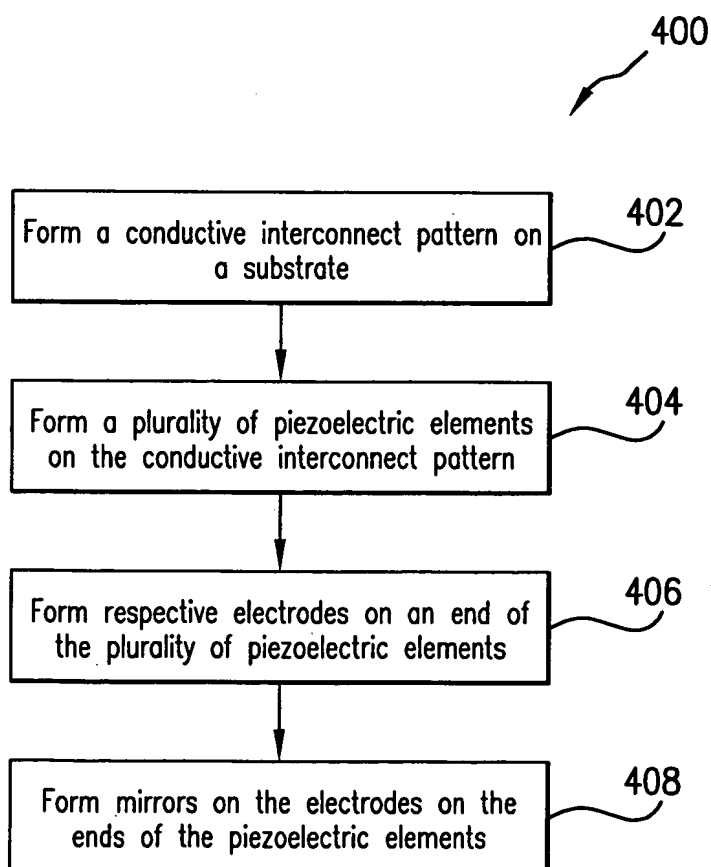 400
Form a conductive interconnect pattern on
a substrate
402
Form a plurality of piezoelectric elements
on the conductive interconnect pattern
404
Form respective electrodes on an end of
the plurality of piezoelectric elements
406
Form mirrors on the electrodes on the
ends of the piezoelectric elements
408